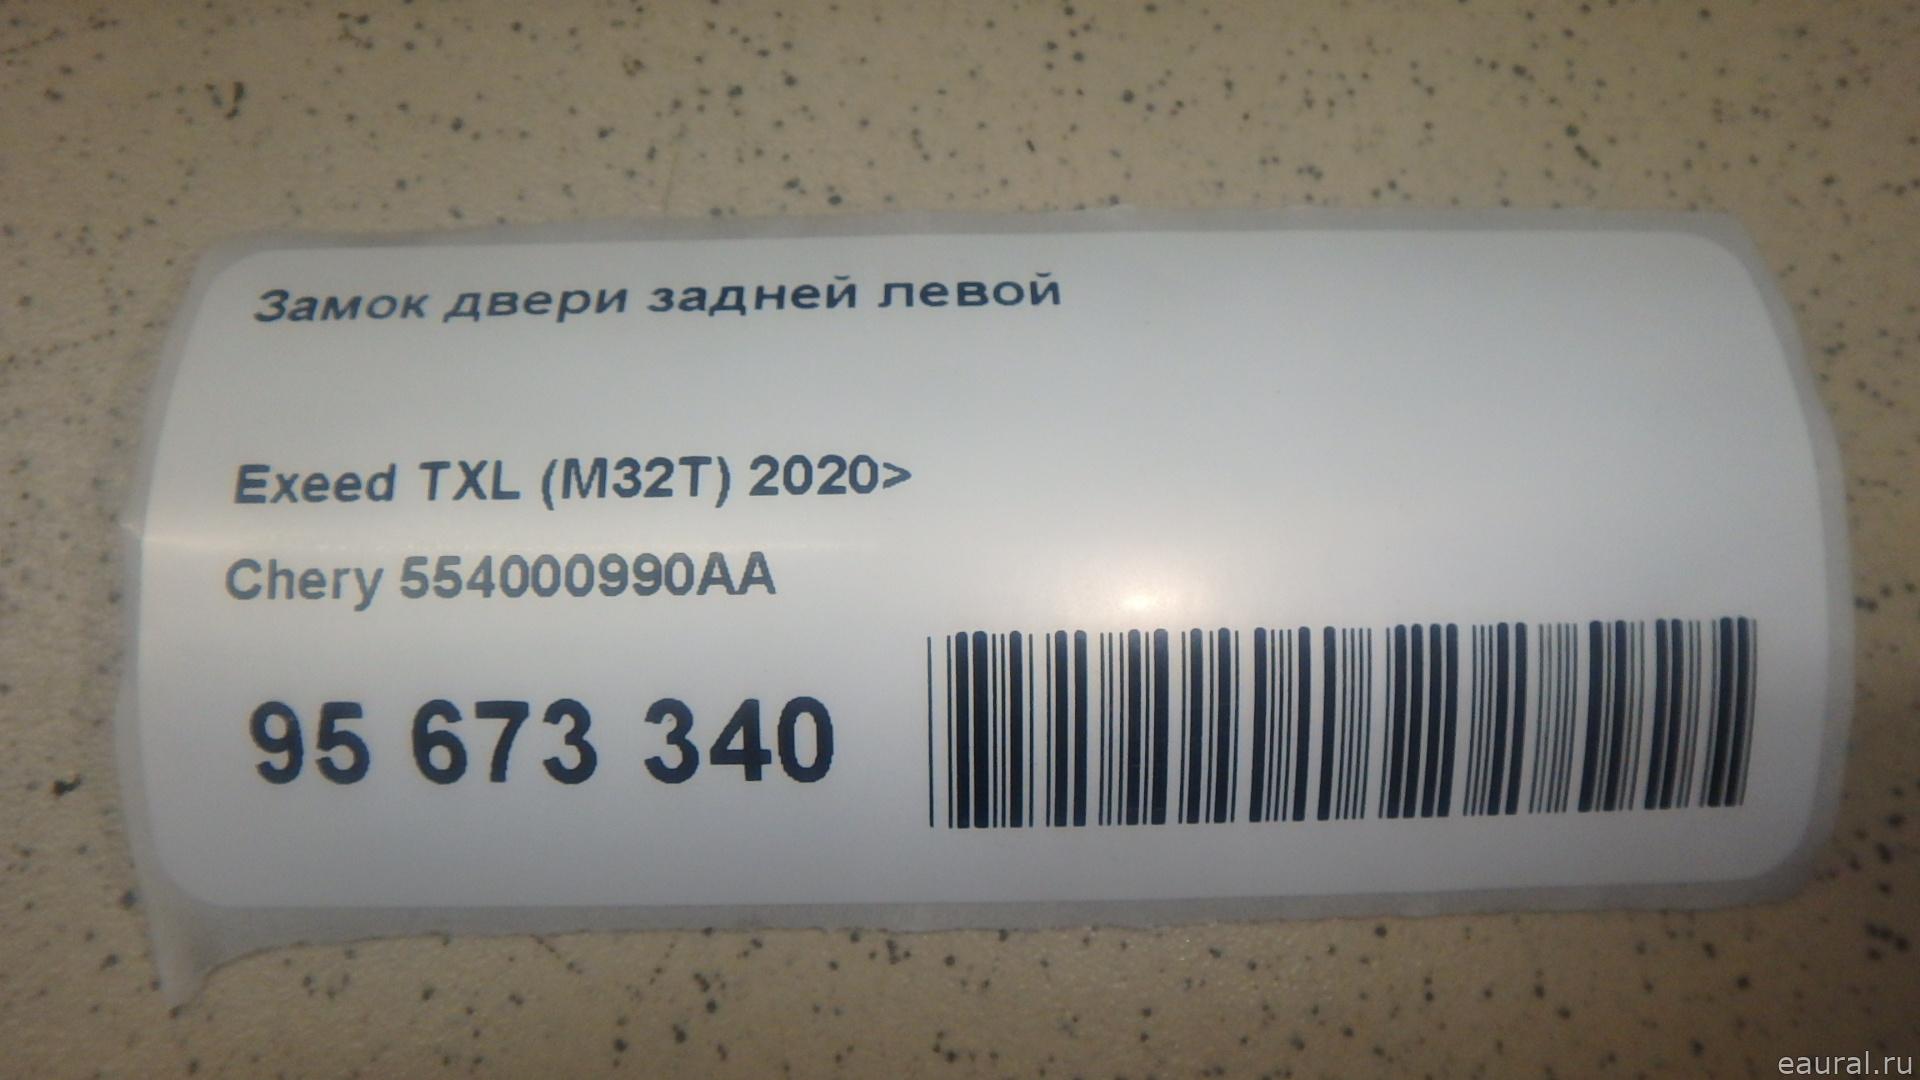 Замок двери задней левой
Exeed TXL (M32T) 2020>
Chery 554000990AA
95 673 340
eaural.ru